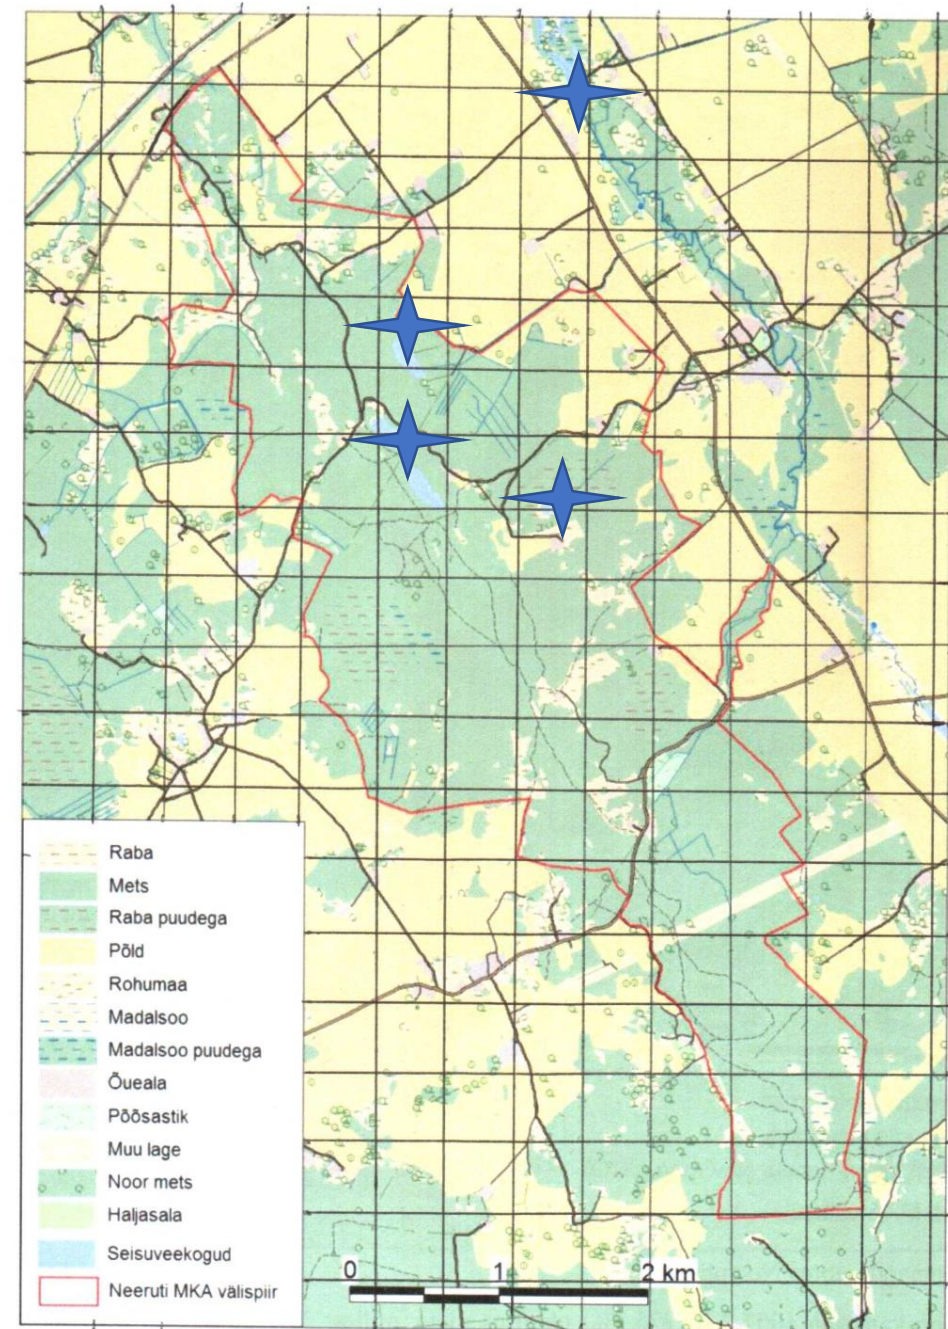 Raba
Mets
Raba puudega
Põld
Rohumaa
Madalsoo
Madalsoo puudega
Õueala
Põõsastik
Muu lage
Noor mets
Haljasala
Seisuveekogud
Neeruti MKA välispiir
0 1 2 km